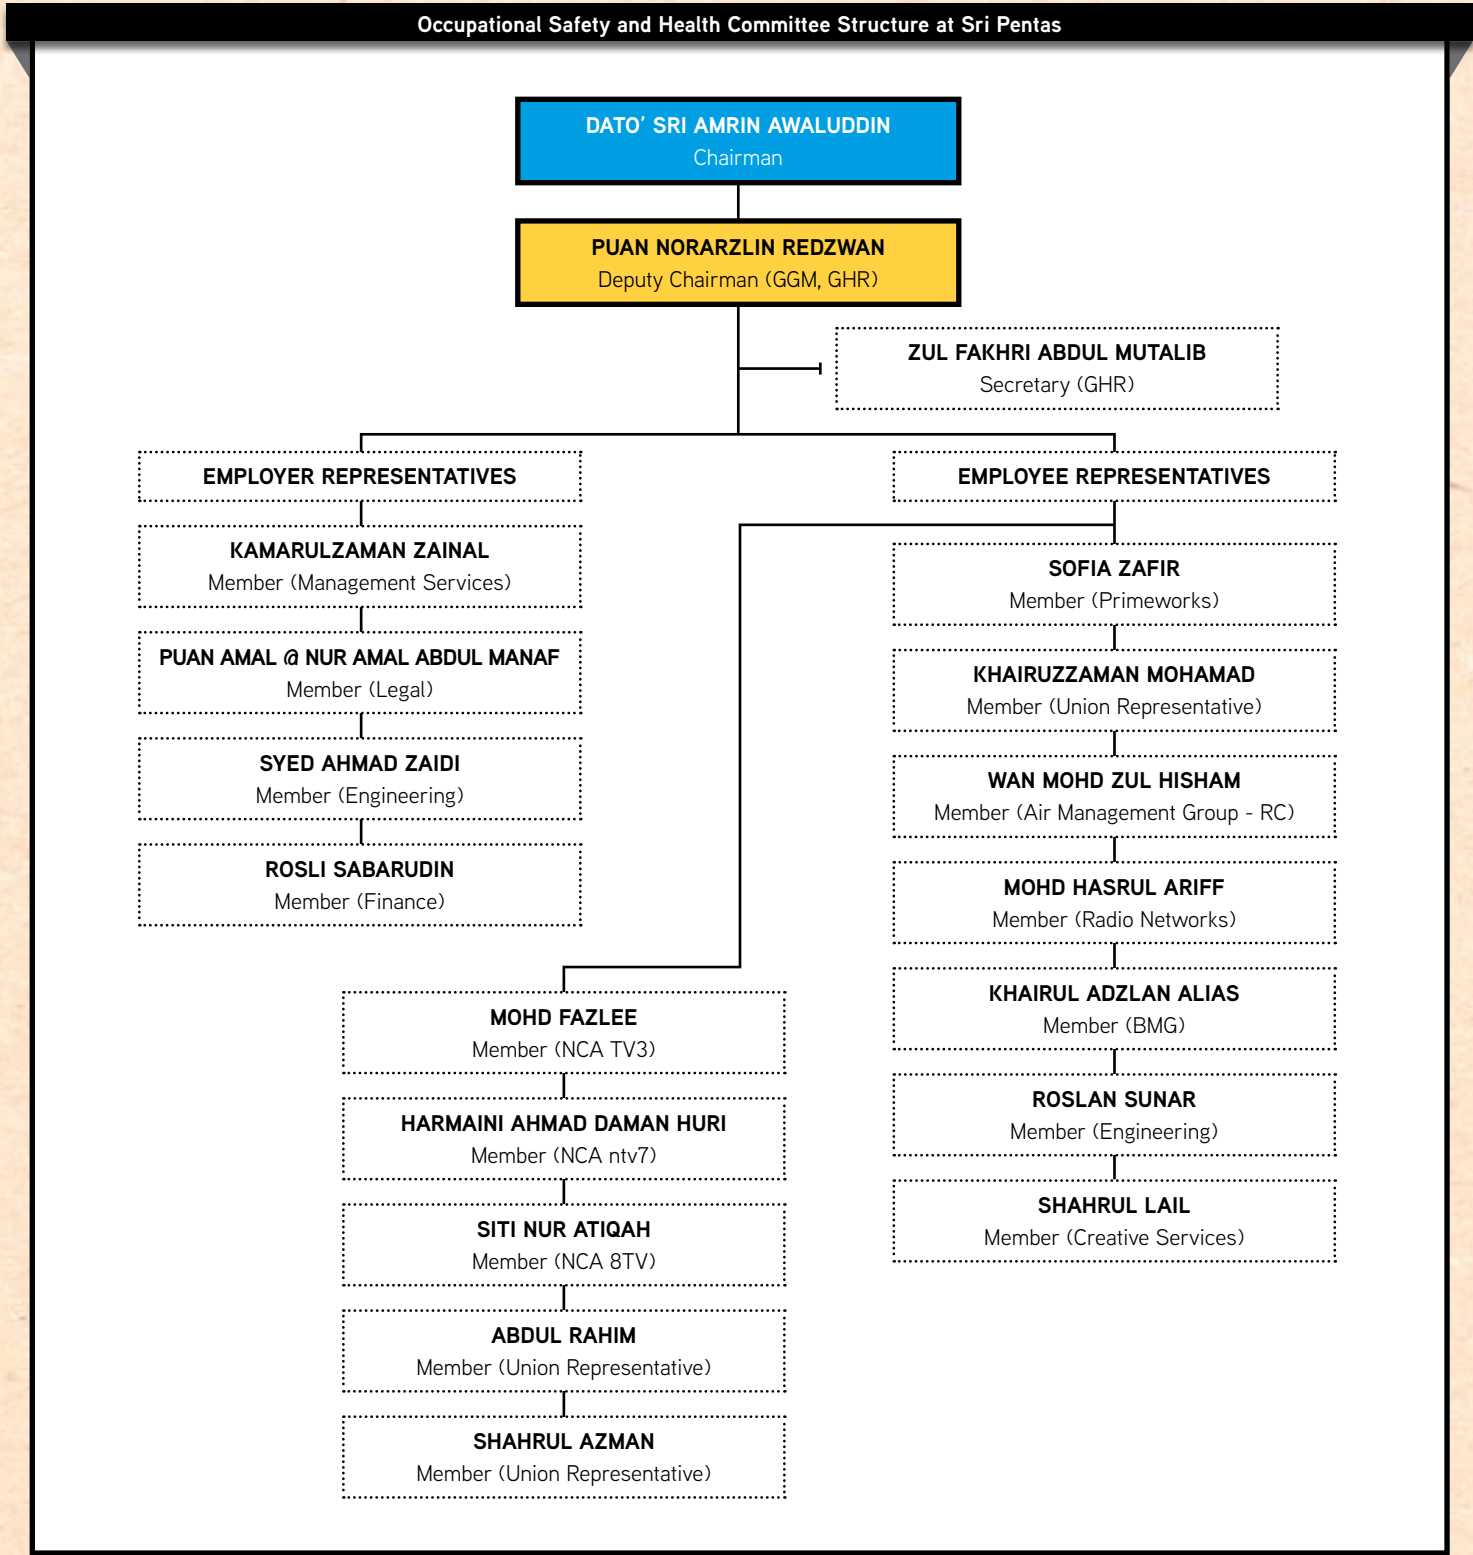 Occupational Safety and Health Committee Structure at Sri Pentas
DATO' SRI AMRIN AWALUDDIN
Chairman
PUAN NORARZLIN REDZWAN
Deputy Chairman (GGM, GHR)
ZUL FAKHRI ABDUL MUTALIB
Secretary (GHR)
EMPLOYER REPRESENTATIVES
KAMARULZAMAN ZAINAL
Member (Management Services)
PUAN AMAL @ NUR AMAL ABDUL MANAF
Member (Legal)
SYED AHMAD ZAIDI
Member (Engineering)
ROSLI SABARUDIN
Member (Finance)
EMPLOYEE REPRESENTATIVES
SOFIA ZAFIR
Member (Primeworks)
KHAIRUZZAMAN MOHAMAD
Member (Union Representative)
WAN MOHD ZUL HISHAM
Member (Air Management Group - RC)
MOHD HASRUL ARIFF
Member (Radio Networks)
KHAIRUL ADZLAN ALIAS
Member (BMG)
ROSLAN SUNAR
Member (Engineering)
SHAHRUL LAIL
Member (Creative Services)
MOHD FAZLEE
Member (NCA TV3)
HARMAINI AHMAD DAMAN HURI
Member (NCA ntv7)
SITI NUR ATIQAH
Member (NCA 8TV)
ABDUL RAHIM
Member (Union Representative)
SHAHRUL AZMAN
Member (Union Representative)